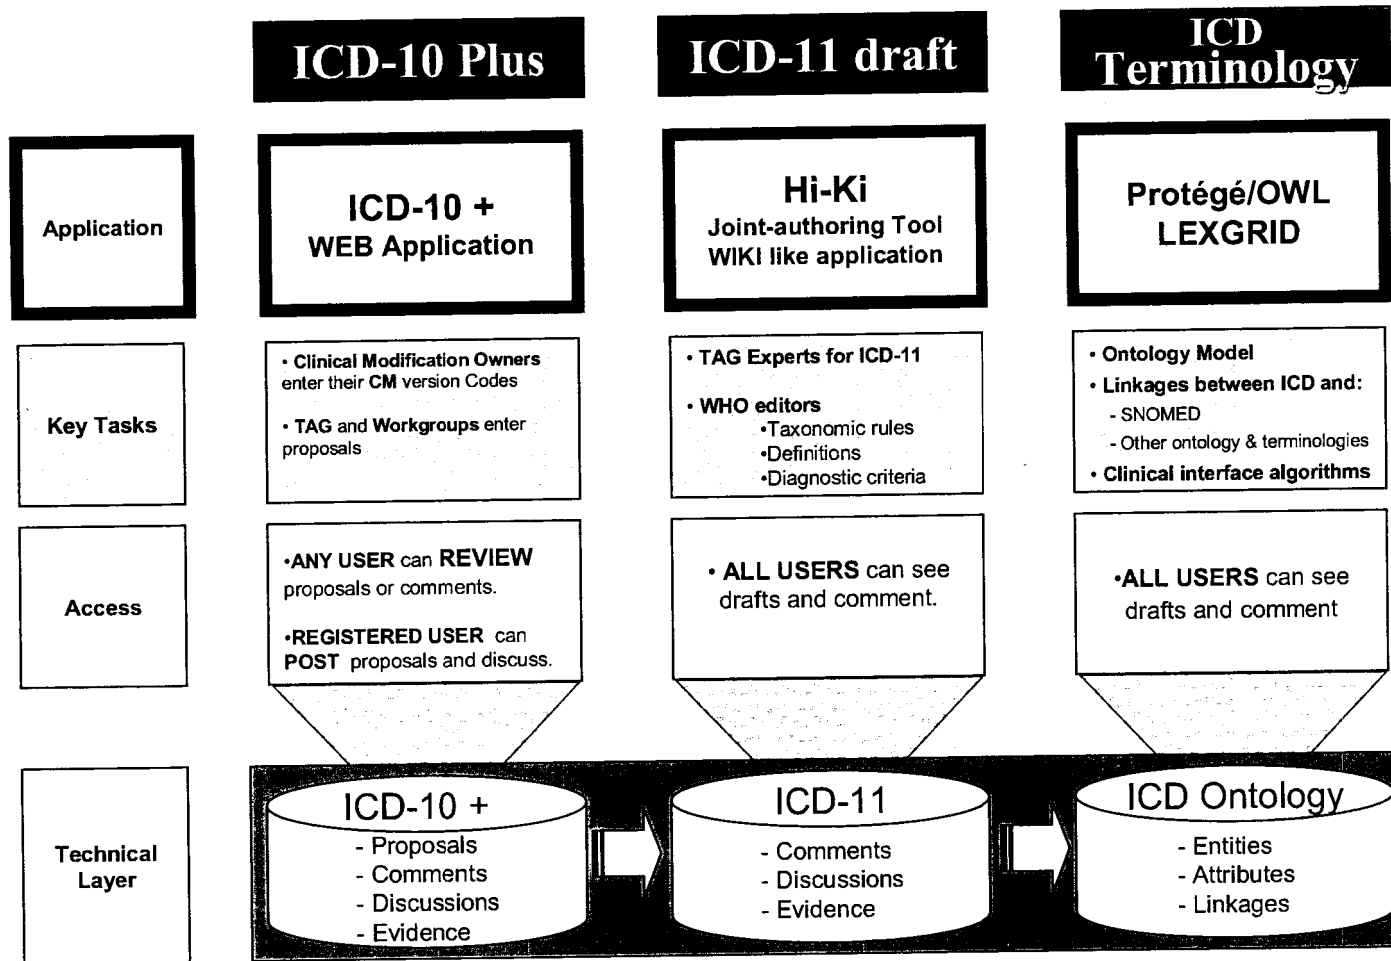 ICD-10 Plus
ICD-11 draft
ICD
Terminology
Application
ICD-10 +
WEB Application
Hi-Ki
Joint-authoring Tool
WIKI like application
Protégé/OWL
LEXGRID
Key Tasks
• Clinical Modification Owners
enter their CM version Codes
• TAG and Workgroups enter
proposals
• TAG Experts for ICD-11
• WHO editors
•Taxonomic rules
•Definitions
•Diagnostic criteria
• Ontology Model
• Linkages between ICD and:
- SNOMED
- Other ontology & terminologies
• Clinical interface algorithms
Access
•ANY USER can REVIEW
proposals or comments.
•REGISTERED USER can
POST proposals and discuss.
• ALL USERS can see
drafts and comment.
•ALL USERS can see
drafts and comment
Technical
Layer
ICD-10 +
- Proposals
- Comments
- Discussions
- Evidence
ICD-11
- Comments
- Discussions
- Evidence
ICD Ontology
- Entities
- Attributes
- Linkages